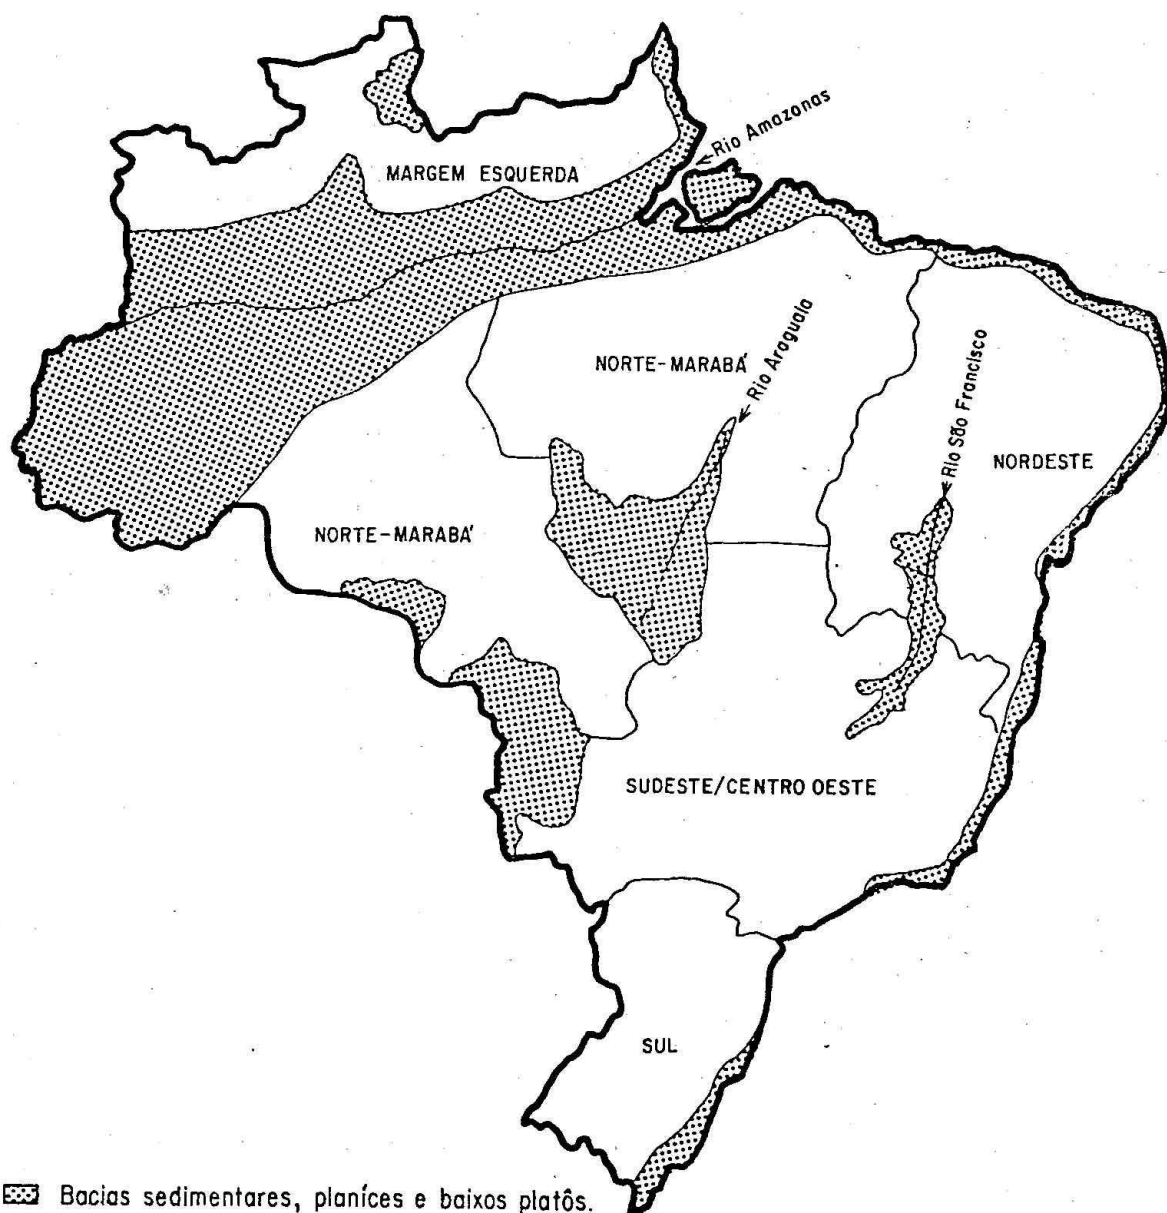 Rio Amazonas
MARGEM ESQUERDA
Rio Araguaia
NORTE-MARABÁ
Rio São Francisco
NORDESTE
NORTE-MARABÁ
SUDESTE/CENTRO OESTE
SUL
Bacias sedimentares, planíces e baixos platôs.